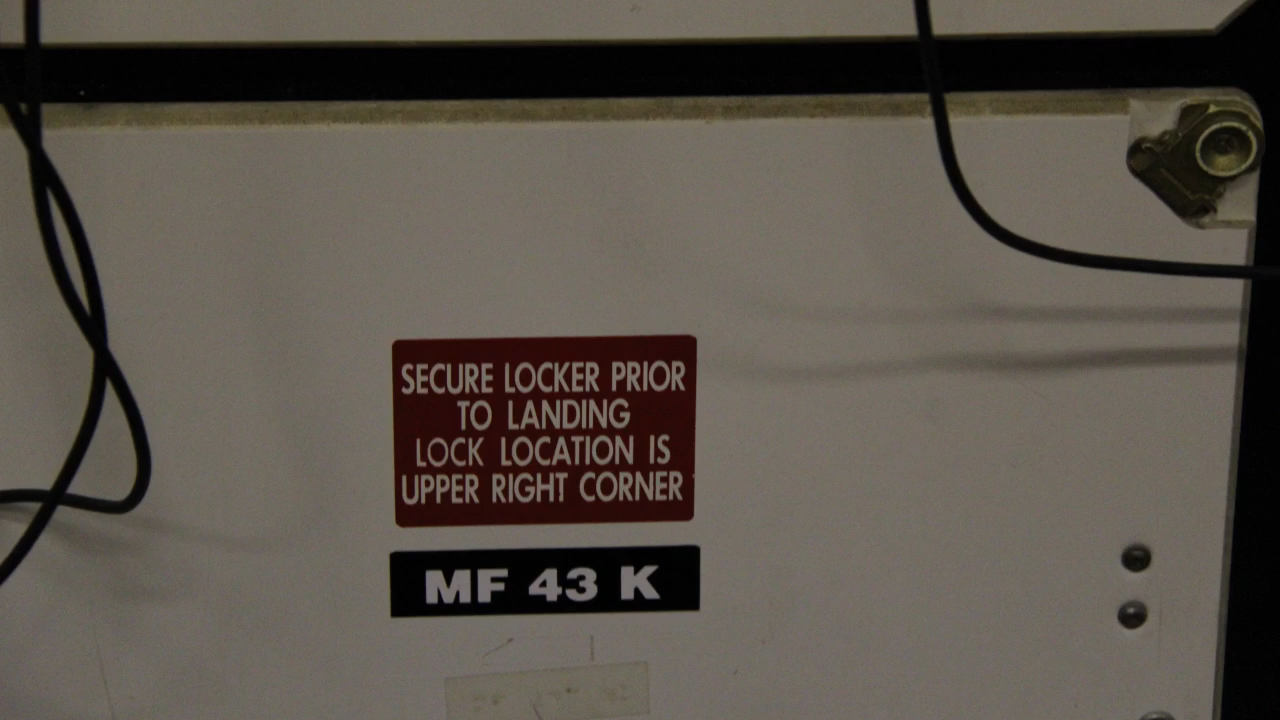 SECURE LOCKER PRIOR
TO LANDING
LOCK LOCATION IS
UPPER RIGHT CORNER
MF 43 K